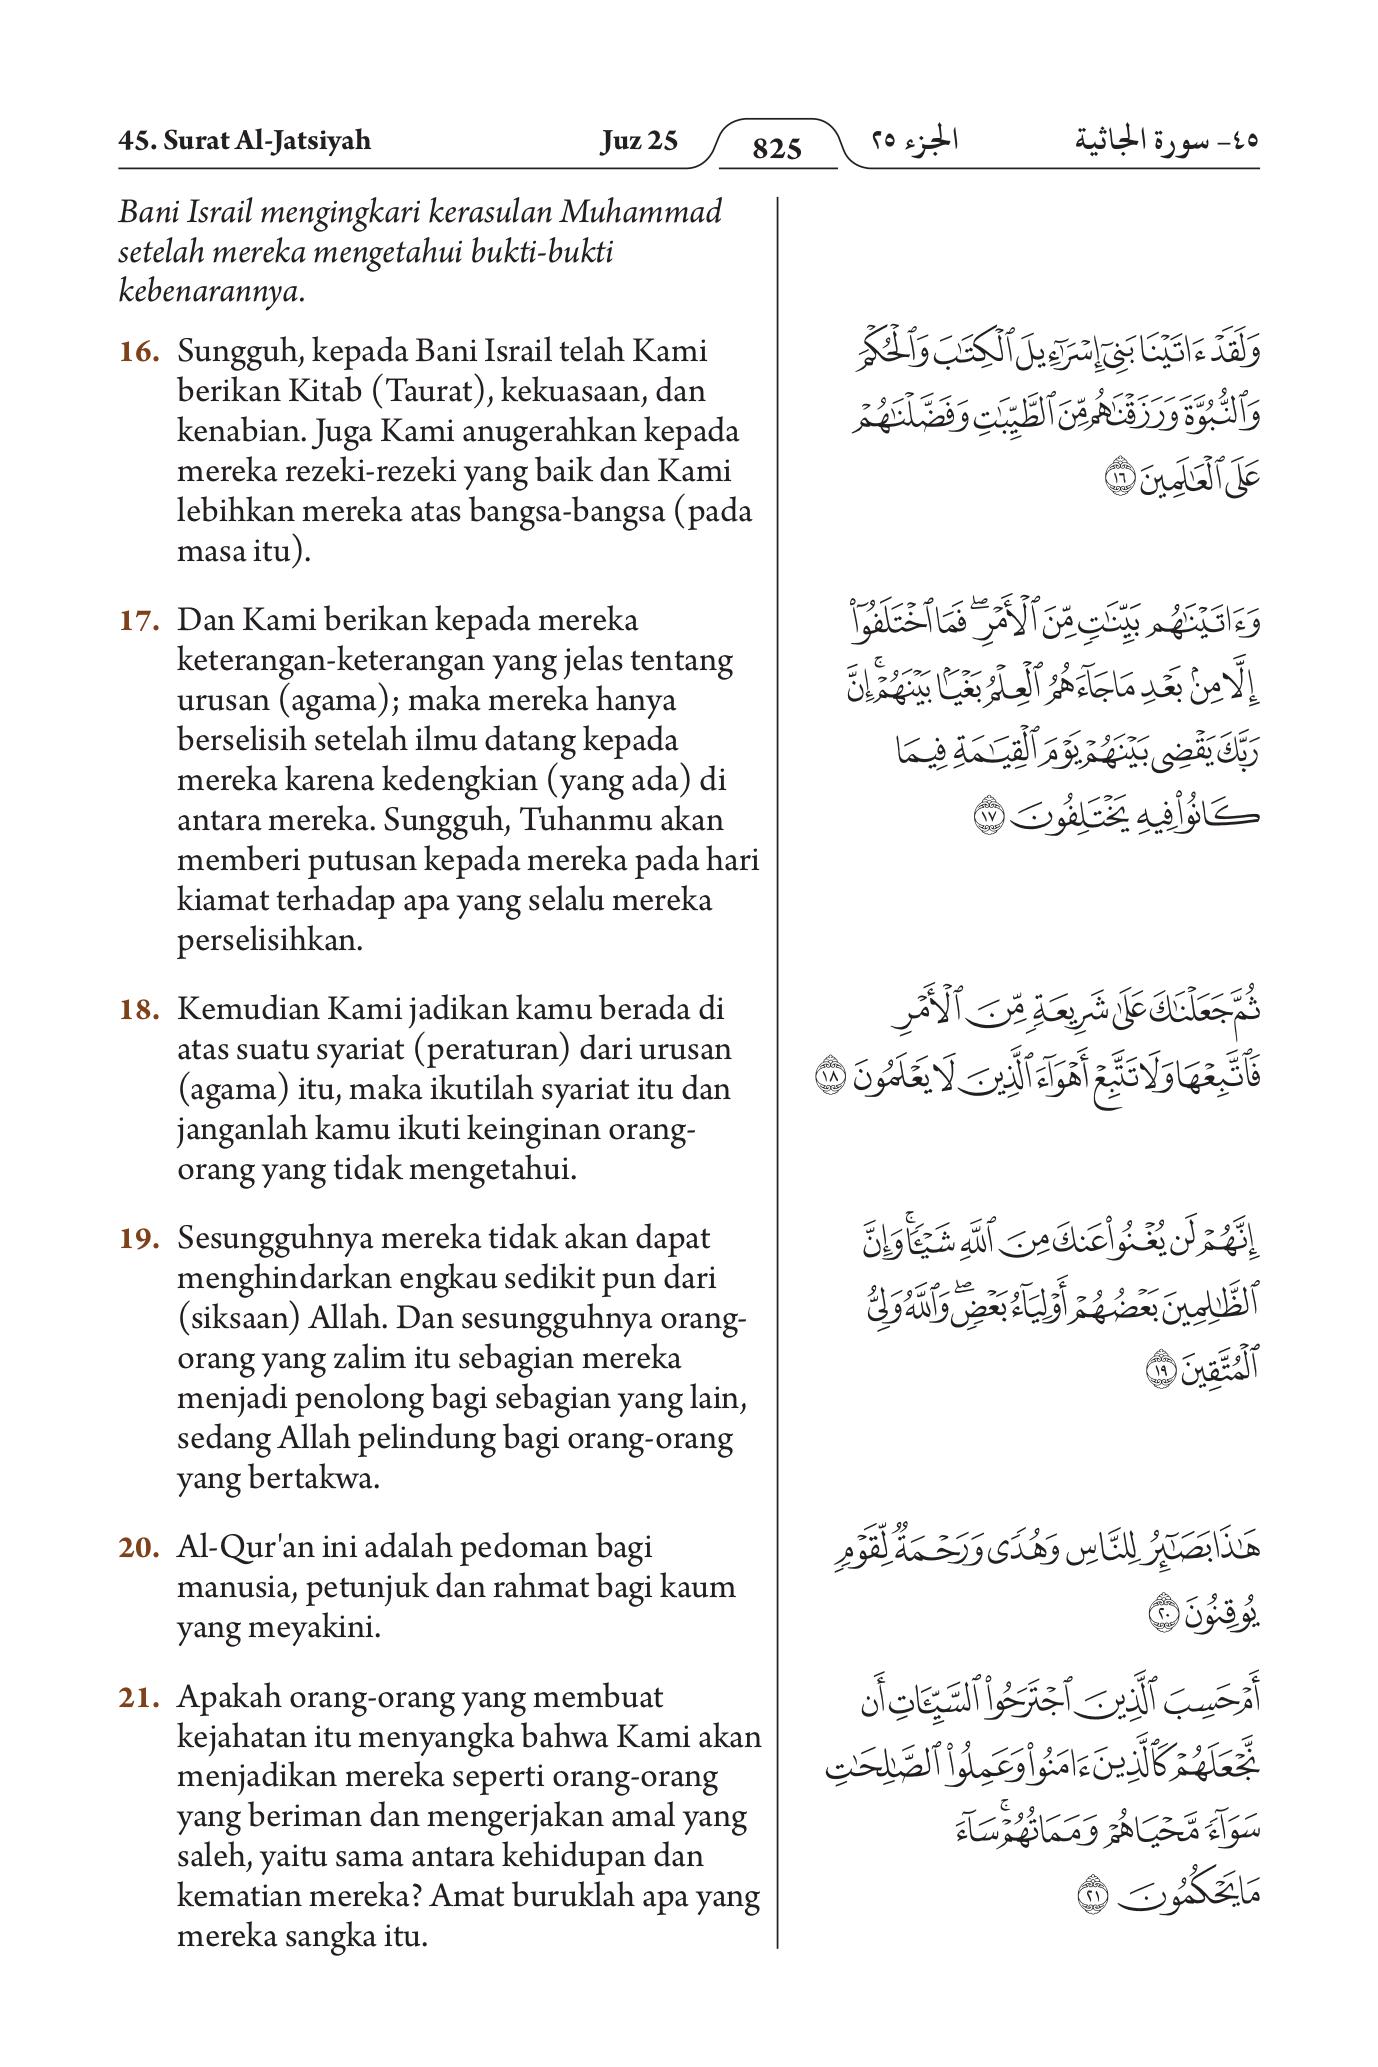 45. Surat Al-Jatsiyah
Juz 25
825
الجزء ٢٥
٤٥- سورة الجاثية
Bani Israil mengingkari kerasulan Muhammad
setelah mereka mengetahui bukti-bukti
kebenarannya.
16. Sungguh, kepada Bani Israil telah Kami
berikan Kitab (Taurat), kekuasaan, dan
kenabian. Juga Kami anugerahkan kepada
mereka rezeki-rezeki yang baik dan Kami
lebihkan mereka atas bangsa-bangsa (pada
masa itu).
17. Dan Kami berikan kepada mereka
keterangan-keterangan yang jelas tentang
urusan (agama); maka mereka hanya
berselisih setelah ilmu datang kepada
mereka karena kedengkian (yang ada) di
antara mereka. Sungguh, Tuhanmu akan
memberi putusan kepada mereka pada hari
kiamat terhadap apa yang selalu mereka
perselisihkan.
18. Kemudian Kami jadikan kamu berada di
atas suatu syariat (peraturan) dari urusan
(agama) itu, maka ikutilah syariat itu dan
janganlah kamu ikuti keinginan orang-
orang yang tidak mengetahui.
19. Sesungguhnya mereka tidak akan dapat
menghindarkan engkau sedikit pun dari
(siksaan) Allah. Dan sesungguhnya orang-
orang yang zalim itu sebagian mereka
menjadi penolong bagi sebagian yang lain,
sedang Allah pelindung bagi orang-orang
yang bertakwa.
20. Al-Qur'an ini adalah pedoman bagi
manusia, petunjuk dan rahmat bagi kaum
yang meyakini.
21. Apakah orang-orang yang membuat
kejahatan itu menyangka bahwa Kami akan
menjadikan mereka seperti orang-orang
yang beriman dan mengerjakan amal yang
saleh, yaitu sama antara kehidupan dan
kematian mereka? Amat buruklah apa yang
mereka sangka itu.
وَلَقَدْ ءَاتَيْنَا بَنِىٓ إِسْرَٰٓءِيلَ ٱلْكِتَٰبَ وَٱلْحُكْمَ
وَٱلنُّبُوَّةَ وَرَزَقْنَٰهُم مِّنَ ٱلطَّيِّبَٰتِ وَفَضَّلْنَٰهُمْ
عَلَى ٱلْعَٰلَمِينَ ١٦
وَءَاتَيْنَٰهُم بَيِّنَٰتٍ مِّنَ ٱلْأَمْرِ ۖ فَمَا ٱخْتَلَفُوٓا۟
إِلَّا مِنۢ بَعْدِ مَا جَآءَهُمُ ٱلْعِلْمُ بَغْيًۢا بَيْنَهُمْ ۚ إِنَّ
رَبَّكَ يَقْضِى بَيْنَهُمْ يَوْمَ ٱلْقِيَٰمَةِ فِيمَا
كَانُوا۟ فِيهِ يَخْتَلِفُونَ ١٧
ثُمَّ جَعَلْنَٰكَ عَلَىٰ شَرِيعَةٍ مِّنَ ٱلْأَمْرِ
فَٱتَّبِعْهَا وَلَا تَتَّبِعْ أَهْوَآءَ ٱلَّذِينَ لَا يَعْلَمُونَ ١٨
إِنَّهُمْ لَن يُغْنُوا۟ عَنكَ مِنَ ٱللَّهِ شَيْـًٔا ۚ وَإِنَّ
ٱلظَّٰلِمِينَ بَعْضُهُمْ أَوْلِيَآءُ بَعْضٍ ۖ وَٱللَّهُ وَلِىُّ
ٱلْمُتَّقِينَ ١٩
هَٰذَا بَصَٰٓئِرُ لِلنَّاسِ وَهُدًى وَرَحْمَةٌ لِّقَوْمٍ
يُوقِنُونَ ٢٠
أَمْ حَسِبَ ٱلَّذِينَ ٱجْتَرَحُوا۟ ٱلسَّيِّـَٔاتِ أَن
نَّجْعَلَهُمْ كَٱلَّذِينَ ءَامَنُوا۟ وَعَمِلُوا۟ ٱلصَّٰلِحَٰتِ
سَوَآءً مَّحْيَاهُمْ وَمَمَاتُهُمْ ۚ سَآءَ
مَا يَحْكُمُونَ ٢١